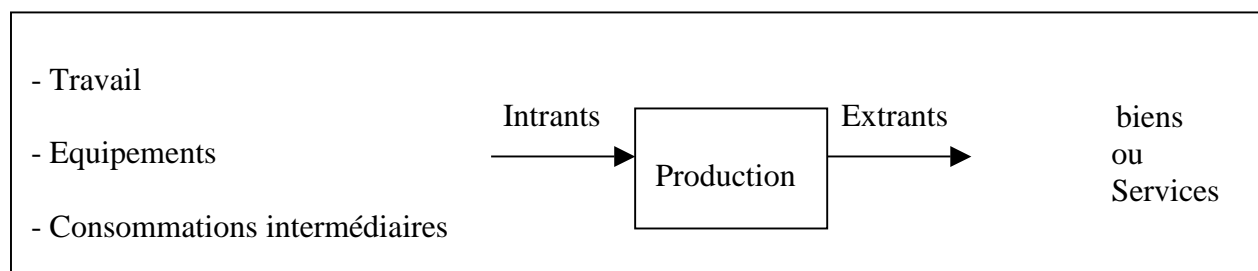 - Travail
- Equipements
- Consommations intermédiaires
Intrants
Production
Extrants
biens
ou
Services